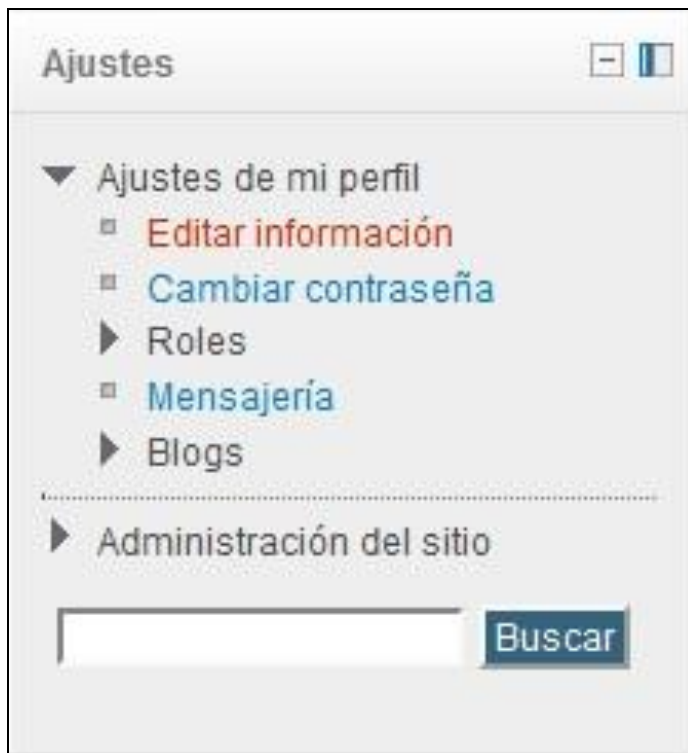 Ajustes
Ajustes de mi perfil
Editar información
Cambiar contraseña
Roles
Mensajería
Blogs
Administración del sitio
Buscar